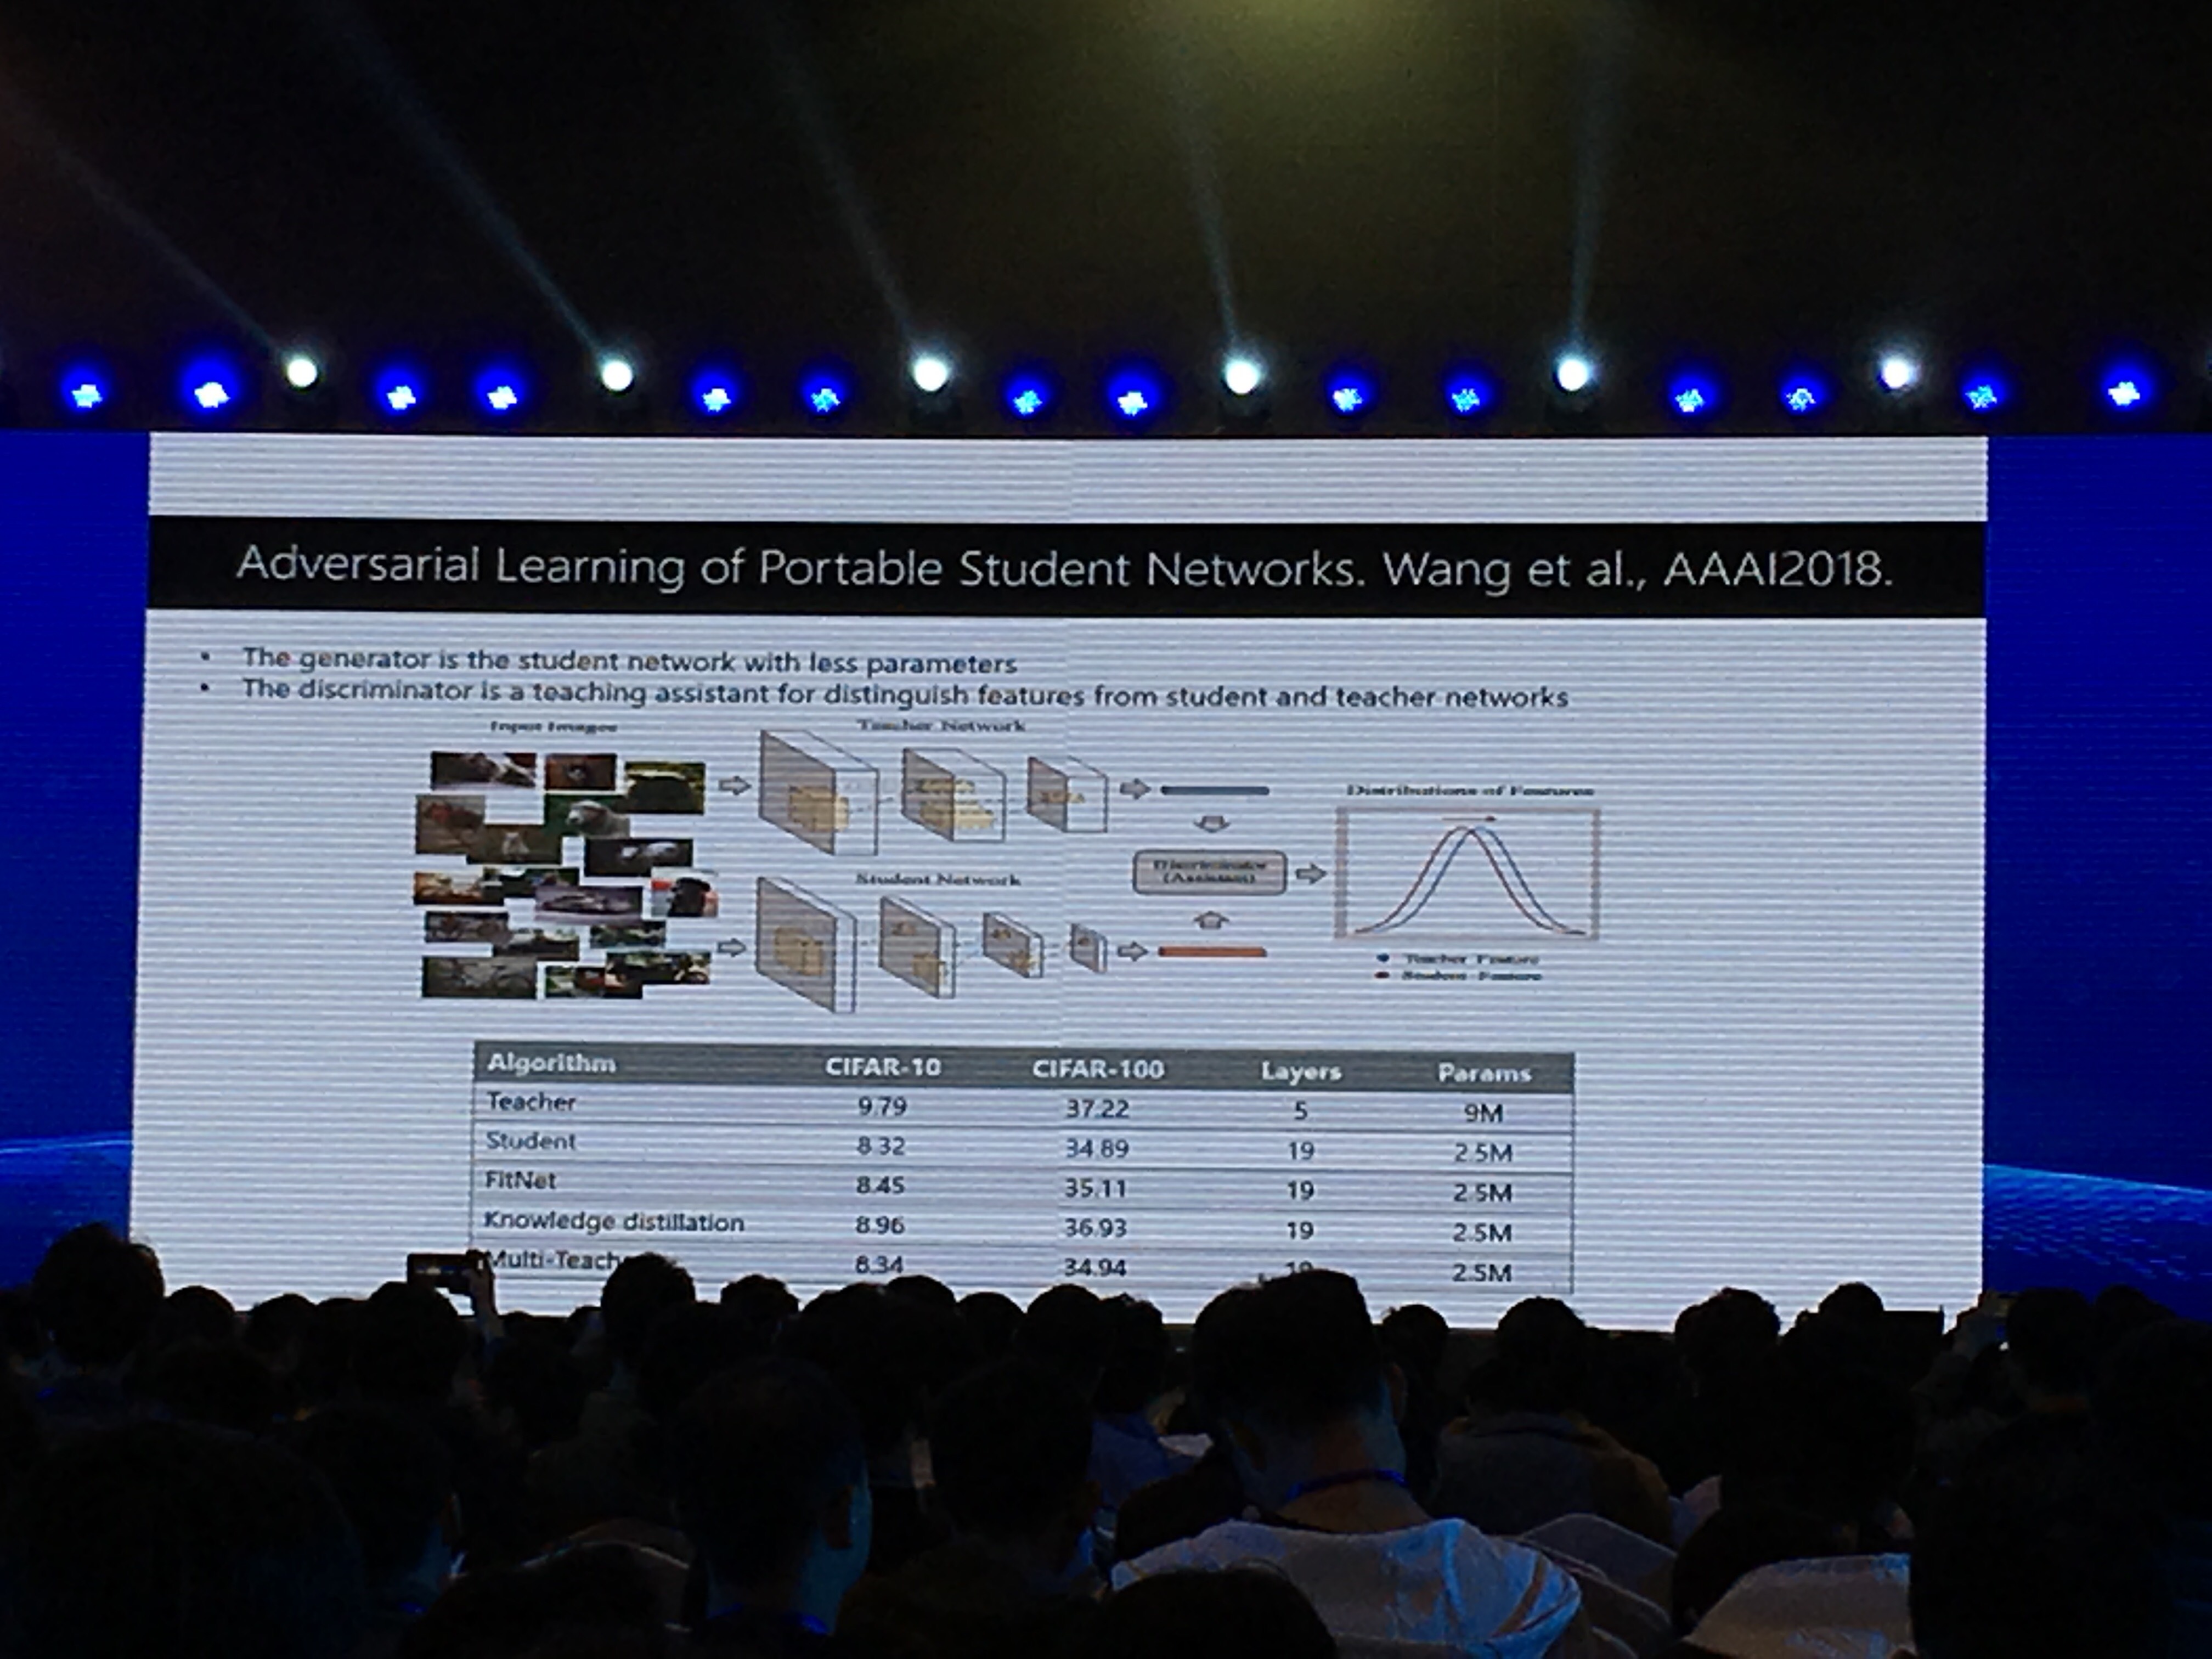 Adversarial Learning of Portable Student Networks. Wang et al., AAAI2018.
• The generator is the student network with less parameters
• The discriminator is a teaching assistant for distinguish features from student and teacher networks
Input Images
Teacher Network
Distributions of Features
Discriminator
(Assistant)
Student Network
Teacher Feature
Student Feature
Algorithm CIFAR-10 CIFAR-100 Layers Params
Teacher 9.79 37.22 5 9M
Student 8.32 34.89 19 2.5M
FitNet 8.45 35.11 19 2.5M
Knowledge distillation 8.96 36.93 19 2.5M
8.34 34.94 19 2.5M